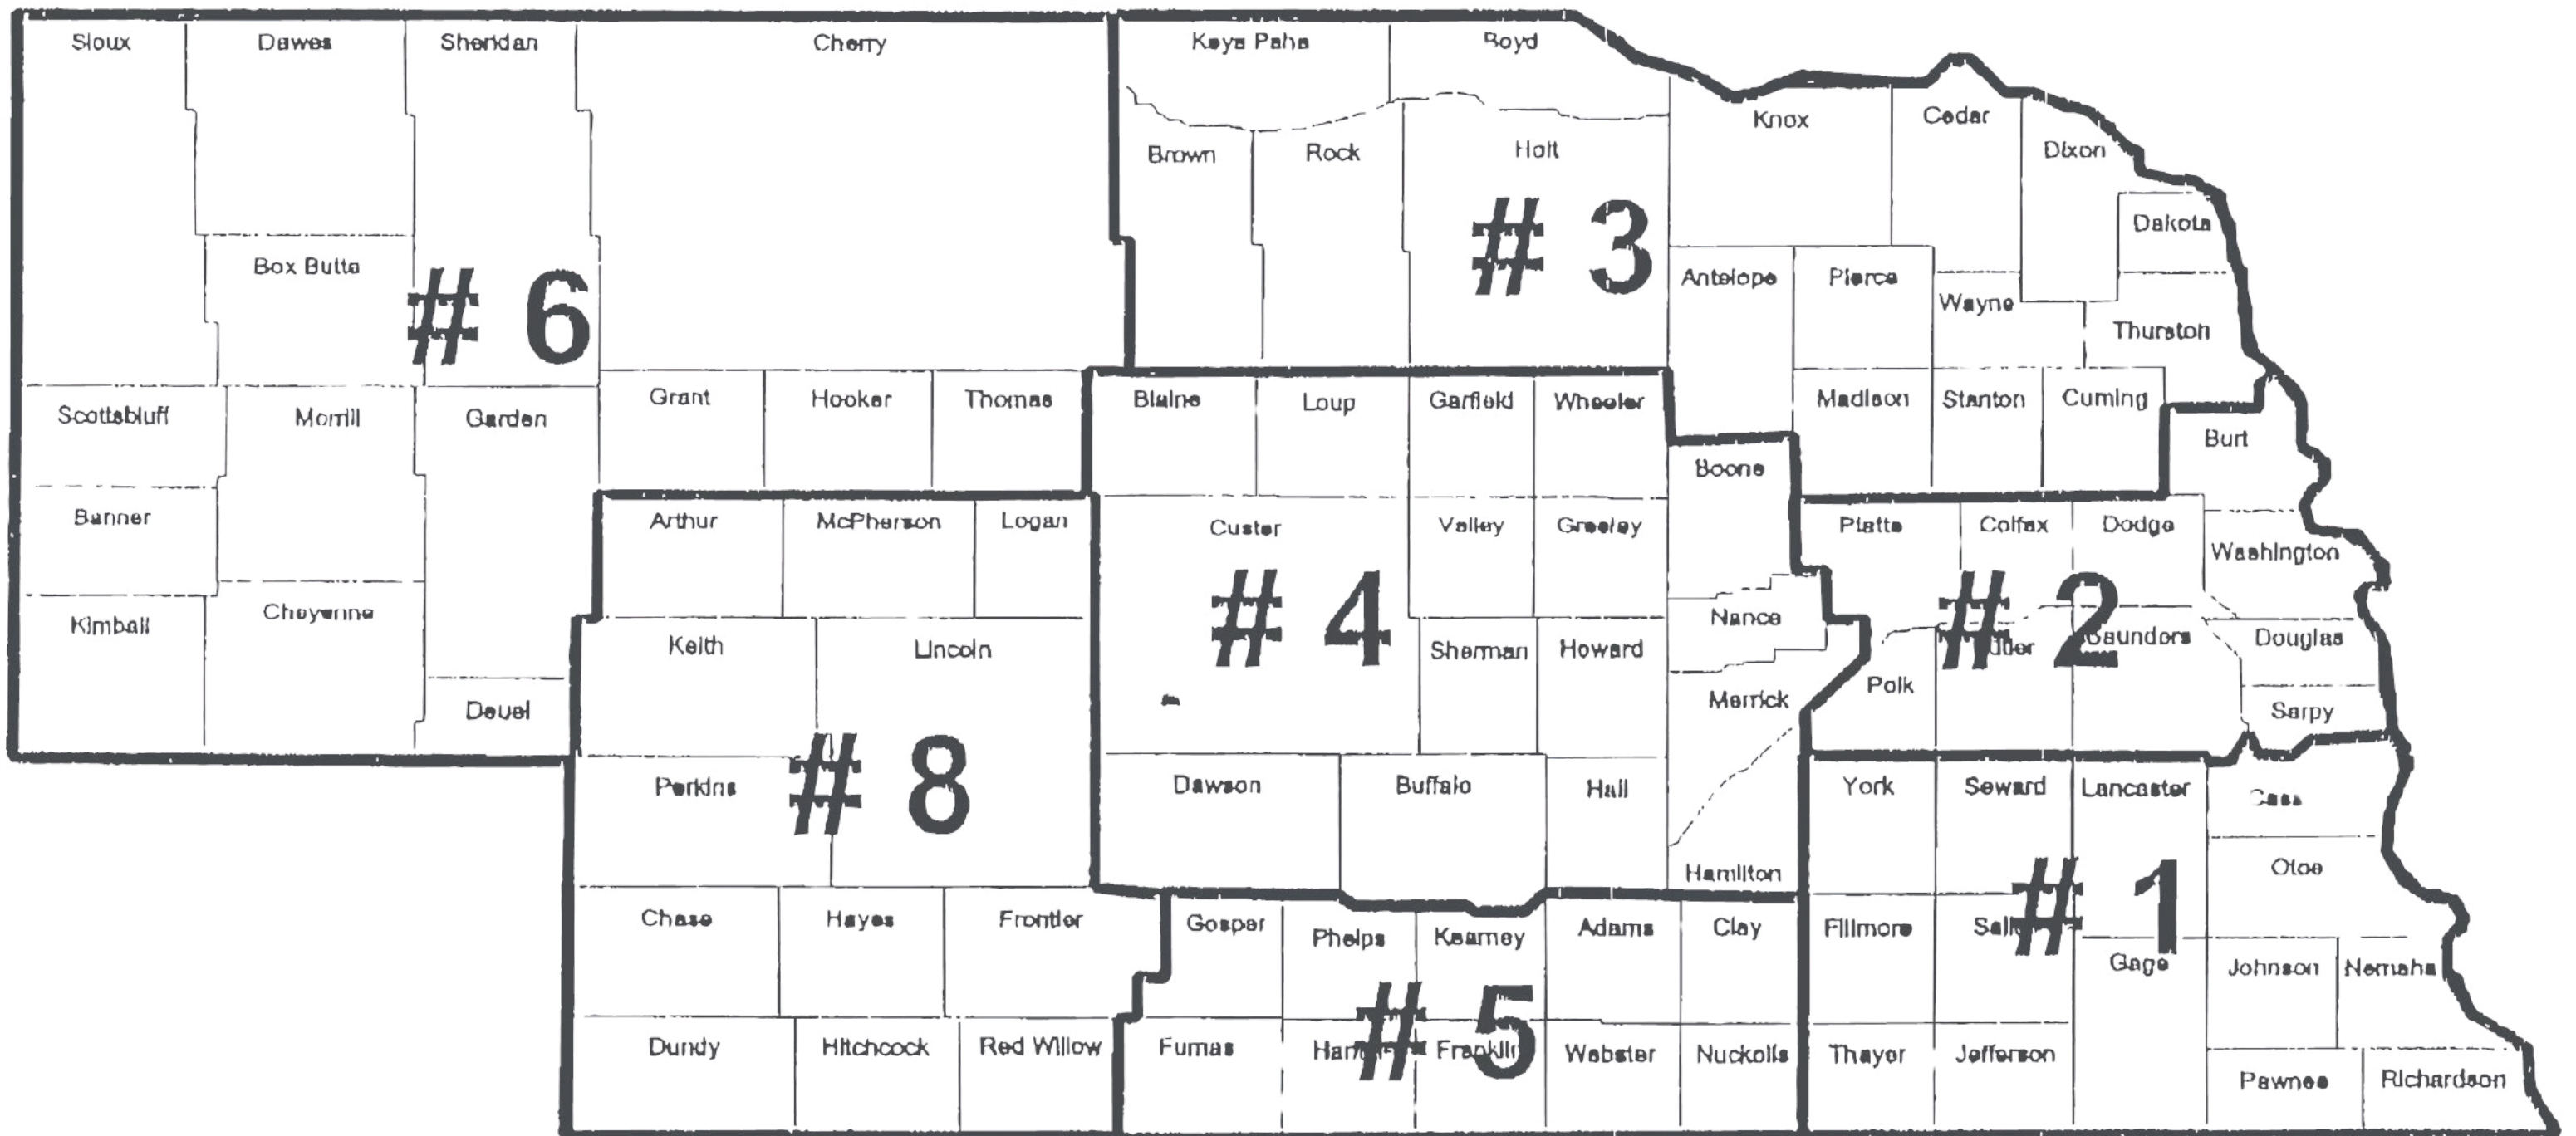 Sioux Dawes Sheridan Cherry Keya Paha Boyd
Knox Cedar
Brown Rock Holt Dixon
# 3 Dakota
Box Butte Antelope Pierce
# 6 Wayne
Thurston
Grant Hooker Thomas Blaine Loup Garfield Wheeler Madison Stanton Cuming
Scottsbluff Morrill Garden
Burt
Boone
Banner Arthur McPherson Logan Custer Valley Greeley Platte Colfax Dodge
Washington
Kimball Cheyenne # 4 Nance # 2
Keith Lincoln Sherman Howard Saunders Douglas
Polk
Deuel Merrick Sarpy
Perkins # 8 Dawson Buffalo Hall York Seward Lancaster Cass
Hamilton Otoe
Chase Hayes Frontier Gosper Phelps Kearney Adams Clay Fillmore # 1
Gage Johnson Nemaha
# 5
Dundy Hitchcock Red Willow Furnas Franklin Webster Nuckolls Thayer Jefferson
Pawnee Richardson